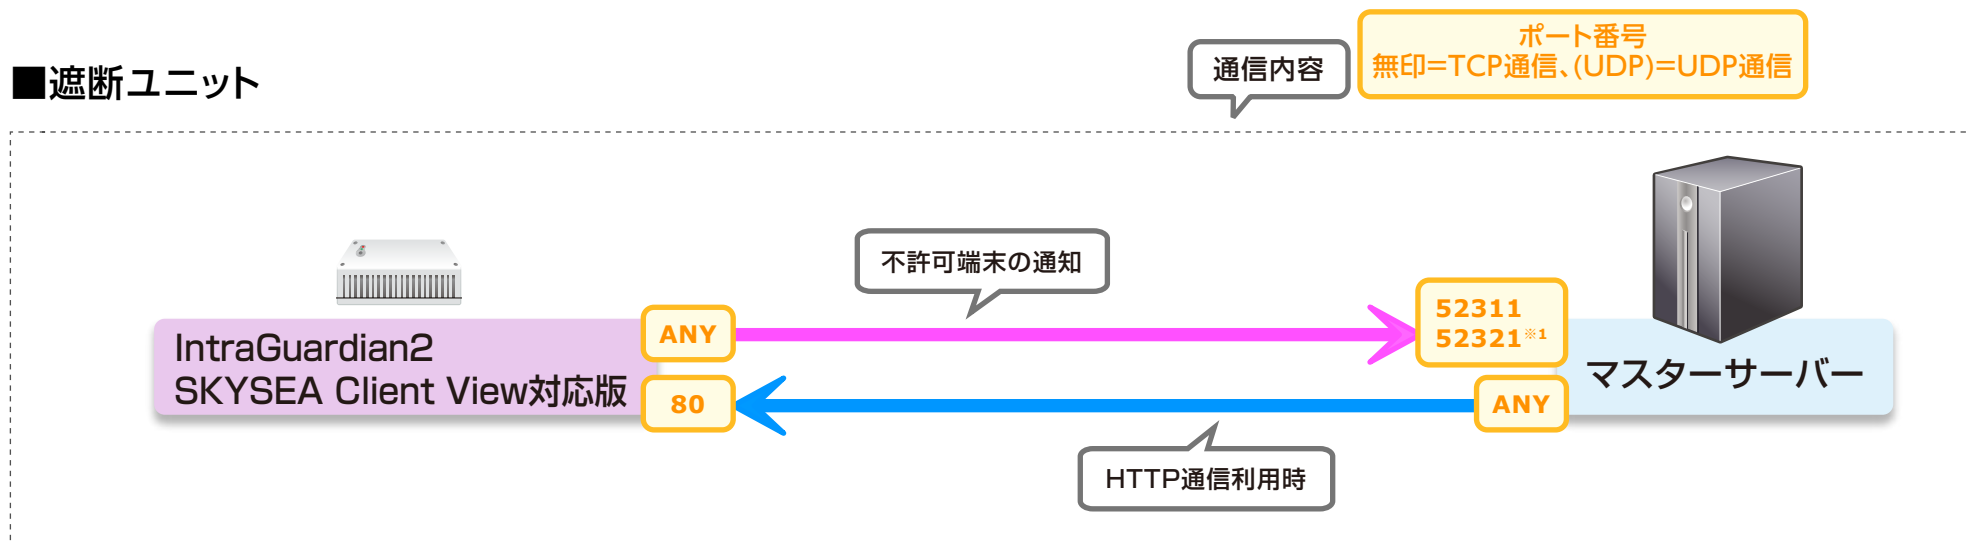 ポート番号
無印=TCP通信、(UDP)=UDP通信
通信内容
■遮断ユニット
不許可端末の通知
ANY
52311
52321※1
IntraGuardian2
SKYSEA Client View対応版
マスターサーバー
80
ANY
HTTP通信利用時